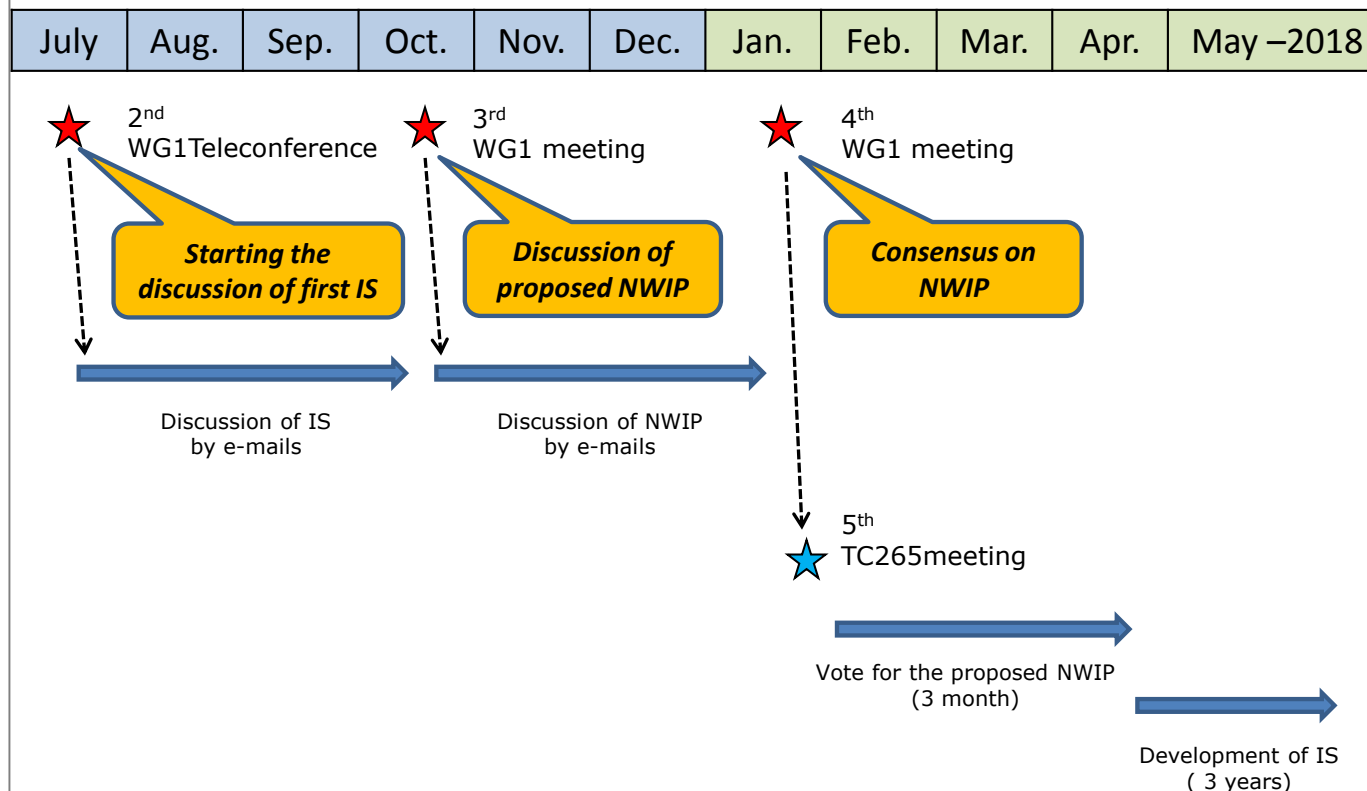 July Aug. Sep. Oct. Nov. Dec. Jan. Feb. Mar. Apr. May –2018
2nd
WG1Teleconference
3rd
WG1 meeting
4th
WG1 meeting
Starting the
discussion of first IS
Discussion of
proposed NWIP
Consensus on
NWIP
Discussion of IS
by e-mails
Discussion of NWIP
by e-mails
5th
TC265meeting
Vote for the proposed NWIP
(3 month)
Development of IS
( 3 years)